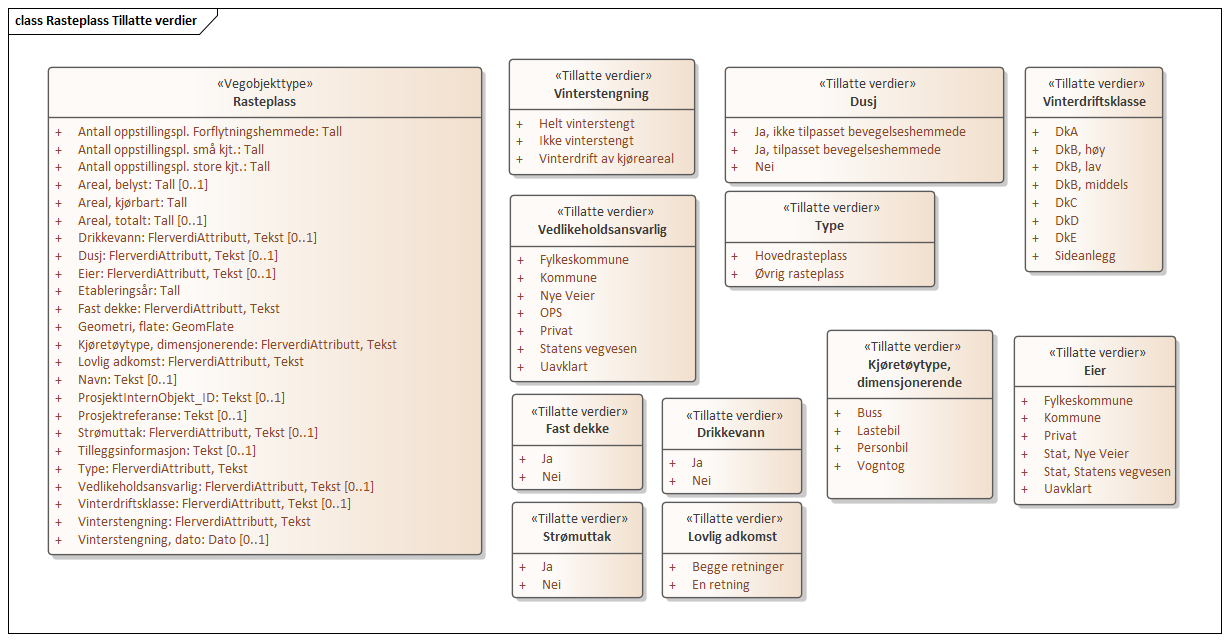 class Rasteplass Tillatte verdier
«Vegobjekttype»
Rasteplass
+ Antall oppstillingspl. Forflytningshemmede: Tall
+ Antall oppstillingspl. små kjt.: Tall
+ Antall oppstillingspl. store kjt.: Tall
+ Areal, belyst: Tall [0..1]
+ Areal, kjørbart: Tall
+ Areal, totalt: Tall [0..1]
+ Drikkevann: FlerverdiAttributt, Tekst [0..1]
+ Dusj: FlerverdiAttributt, Tekst [0..1]
+ Eier: FlerverdiAttributt, Tekst [0..1]
+ Etableringsår: Tall
+ Fast dekke: FlerverdiAttributt, Tekst
+ Geometri, flate: GeomFlate
+ Kjøretøytype, dimensjonerende: FlerverdiAttributt, Tekst
+ Lovlig adkomst: FlerverdiAttributt, Tekst
+ Navn: Tekst [0..1]
+ ProsjektInternObjekt_ID: Tekst [0..1]
+ Prosjektreferanse: Tekst [0..1]
+ Strømuttak: FlerverdiAttributt, Tekst [0..1]
+ Tilleggsinformasjon: Tekst [0..1]
+ Type: FlerverdiAttributt, Tekst
+ Vedlikeholdsansvarlig: FlerverdiAttributt, Tekst [0..1]
+ Vinterdriftsklasse: FlerverdiAttributt, Tekst [0..1]
+ Vinterstengning: FlerverdiAttributt, Tekst
+ Vinterstengning, dato: Dato [0..1]
«Tillatte verdier»
Vinterstengning
+ Helt vinterstengt
+ Ikke vinterstengt
+ Vinterdrift av kjøreareal
«Tillatte verdier»
Vedlikeholdsansvarlig
+ Fylkeskommune
+ Kommune
+ Nye Veier
+ OPS
+ Privat
+ Statens vegvesen
+ Uavklart
«Tillatte verdier»
Fast dekke
+ Ja
+ Nei
«Tillatte verdier»
Strømuttak
+ Ja
+ Nei
«Tillatte verdier»
Drikkevann
+ Ja
+ Nei
«Tillatte verdier»
Lovlig adkomst
+ Begge retninger
+ En retning
«Tillatte verdier»
Dusj
+ Ja, ikke tilpasset bevegelseshemmede
+ Ja, tilpasset bevegelseshemmede
+ Nei
«Tillatte verdier»
Type
+ Hovedrasteplass
+ Øvrig rasteplass
«Tillatte verdier»
Kjøretøytype,
dimensjonerende
+ Buss
+ Lastebil
+ Personbil
+ Vogntog
«Tillatte verdier»
Vinterdriftsklasse
+ DkA
+ DkB, høy
+ DkB, lav
+ DkB, middels
+ DkC
+ DkD
+ DkE
+ Sideanlegg
«Tillatte verdier»
Eier
+ Fylkeskommune
+ Kommune
+ Privat
+ Stat, Nye Veier
+ Stat, Statens vegvesen
+ Uavklart